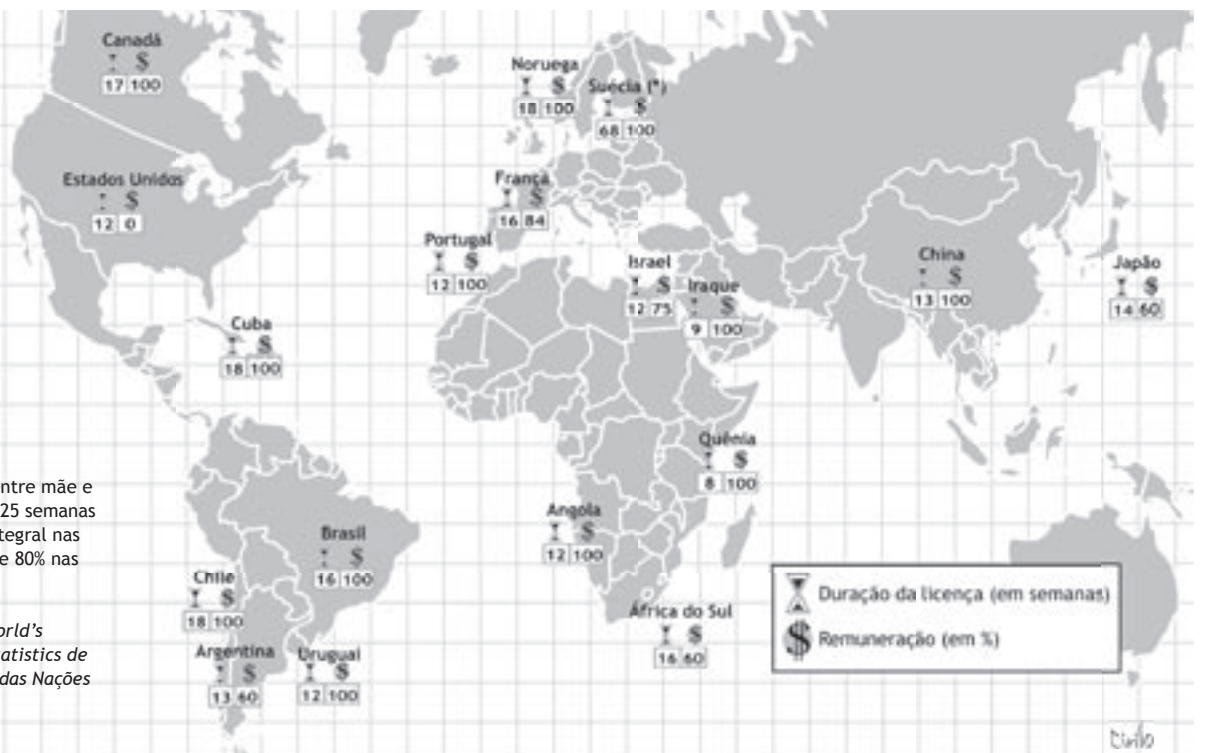 Canadá
17 100
Noruega
18 100
Suécia (*)
68 100
Estados Unidos
12 0
França
16 84
Portugal
12 100
Israel
12 75
Iraque
9 100
China
13 100
Japão
14 60
Cuba
18 100
Quênia
8 100
Angola
12 100
Brasil
16 100
Chile
18 100
África do Sul
16 60
Argentina
13 60
Uruguai
12 100
Duração da licença (em semanas)
$ Remuneração (em %)
ntre mãe e
25 semanas
tegral nas
e 80% nas
orld's
atistics de
das Nações